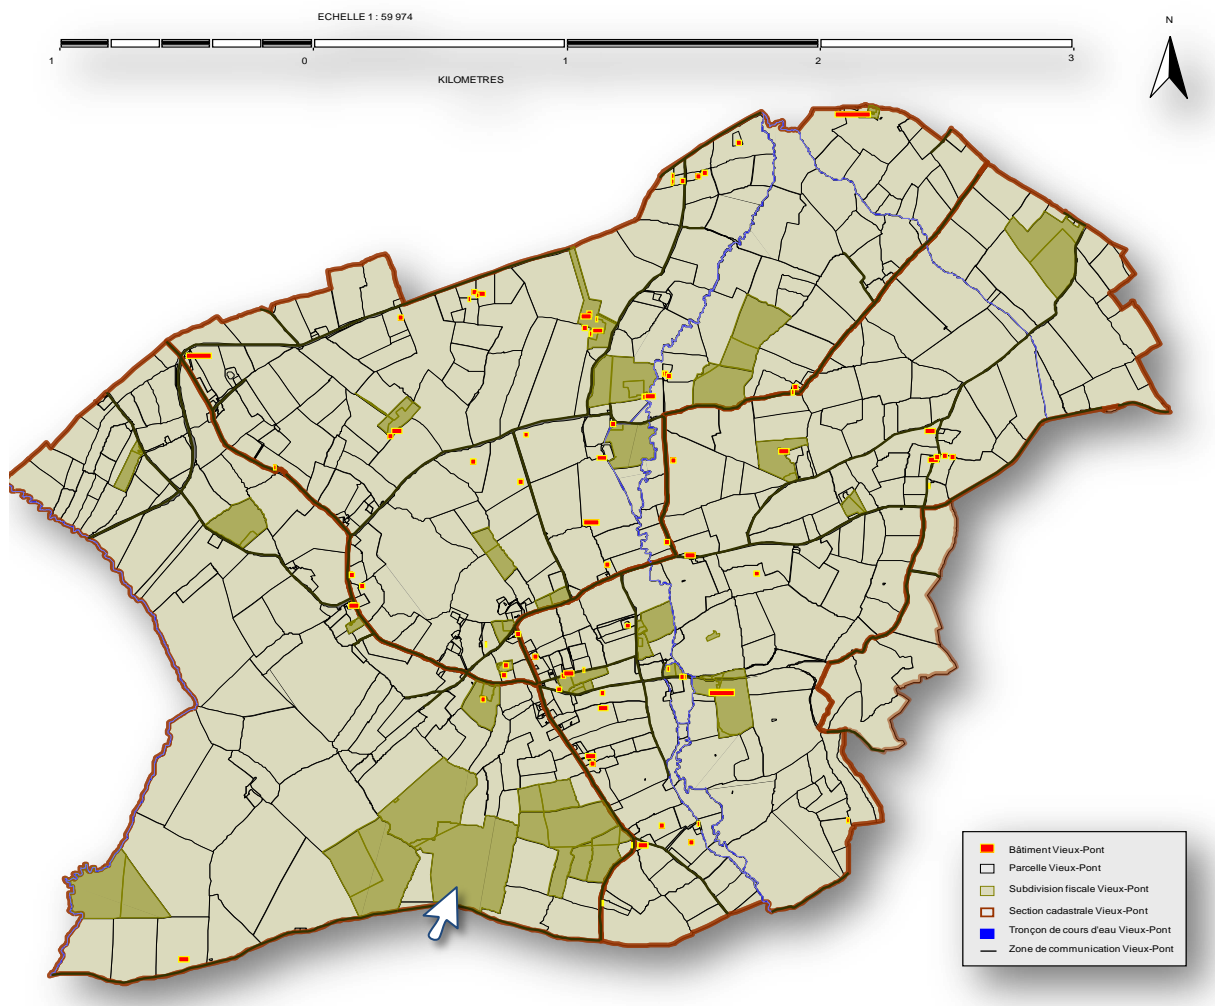 ECHELLE 1 : 59 974
N
1 0 1 2 3
KILOMETRES
Bâtiment Vieux-Pont
Parcelle Vieux-Pont
Subdivision fiscale Vieux-Pont
Section cadastrale Vieux-Pont
Tronçon de cours d'eau Vieux-Pont
Zone de communication Vieux-Pont